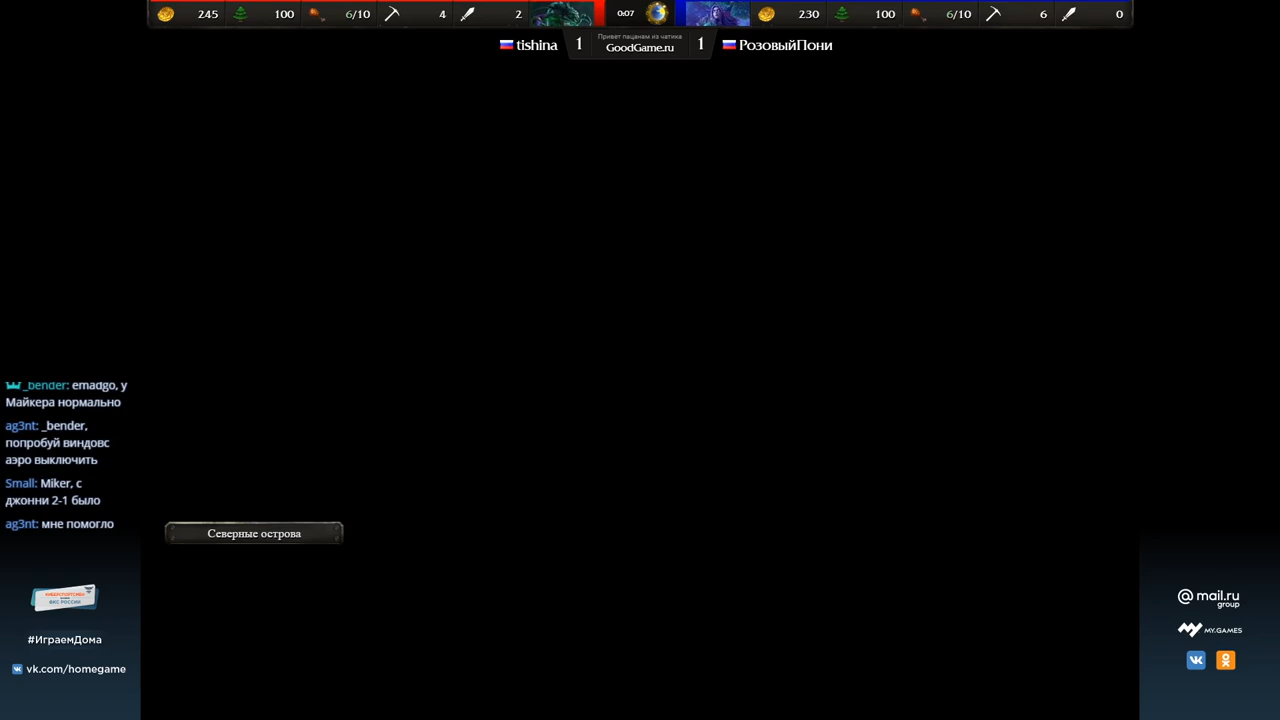 245 100 6/10 4 2 0:07 230 100 6/10 6 0
tishina 1 Привет пацанам из чатика 1 РозовыйПони
GoodGame.ru
_bender: emadgo, у
Майкера нормально
ag3nt: _bender,
попробуй виндовс
аэро выключить
Small: Miker, с
джонни 2-1 было
ag3nt: мне помогло
Северные острова
ФКС РОССИИ
#ИграемДома
vk.com/homegame
@mail.ru
group
MY.GAMES